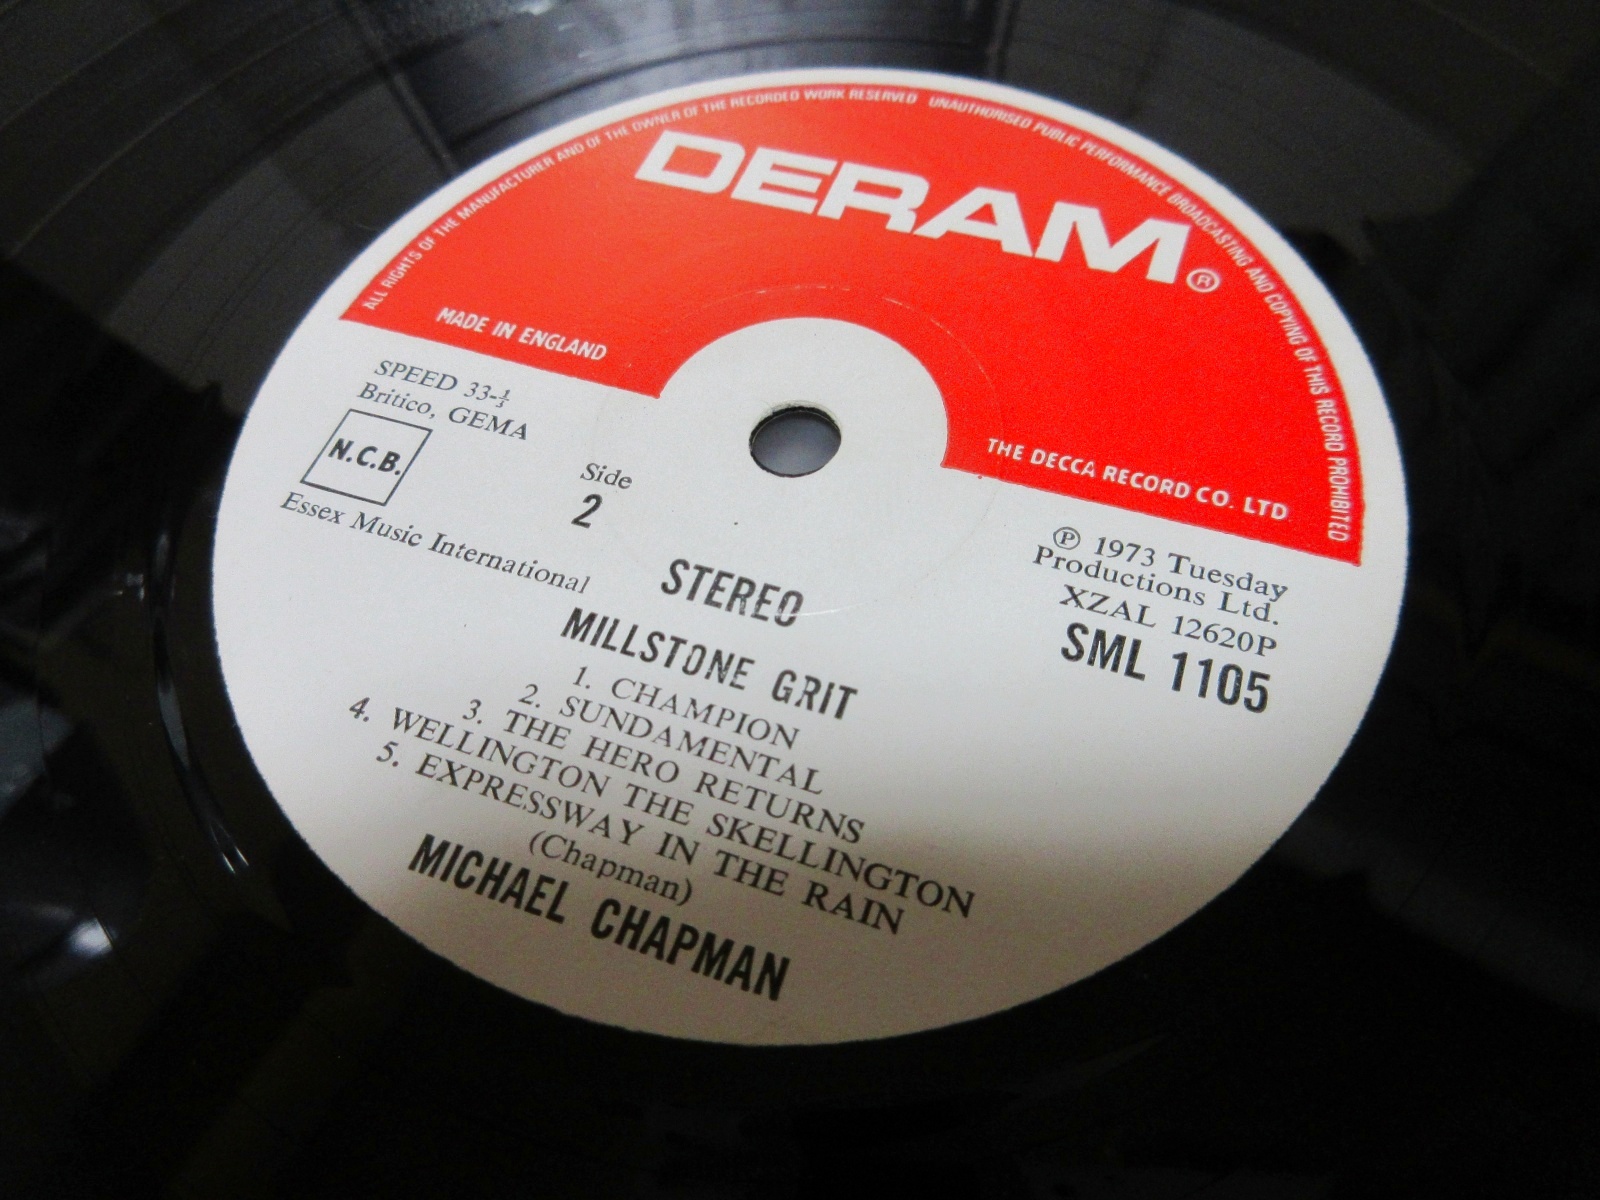 ALL RIGHTS OF THE MANUFACTURER AND OF THE OWNER OF THE RECORDED WORK RESERVED UNAUTHORISED PUBLIC PERFORMANCE BROADCASTING AND COPYING OF THIS RECORD PROHIBITED
DERAM®
MADE IN ENGLAND
THE DECCA RECORD CO. LTD
SPEED 33-⅓
Britico, GEMA
N.C.B.
Essex Music International
Side
2
℗ 1973 Tuesday
Productions Ltd.
XZAL 12620P
SML 1105
STEREO
MILLSTONE GRIT
1. CHAMPION
2. SUNDAMENTAL
3. THE HERO RETURNS
4. WELLINGTON THE SKELLINGTON
5. EXPRESSWAY IN THE RAIN
(Chapman)
MICHAEL CHAPMAN